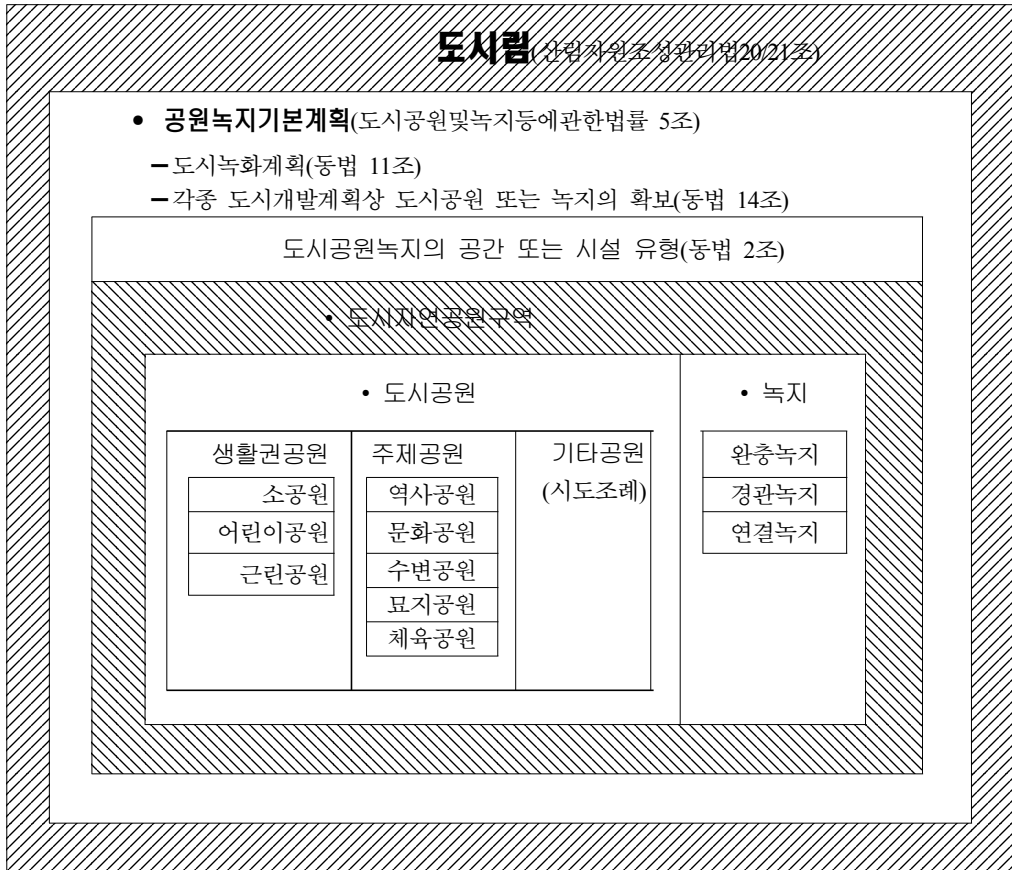 도시림(산림자원조성관리법20/21조)
• 공원녹지기본계획(도시공원및녹지등에관한법률 5조)
－도시녹화계획(동법 11조)
－각종 도시개발계획상 도시공원 또는 녹지의 확보(동법 14조)
도시공원녹지의 공간 또는 시설 유형(동법 2조)
• 도시자연공원구역
• 도시공원
생활권공원
소공원
어린이공원
근린공원
주제공원
역사공원
문화공원
수변공원
묘지공원
체육공원
기타공원
(시도조례)
• 녹지
완충녹지
경관녹지
연결녹지